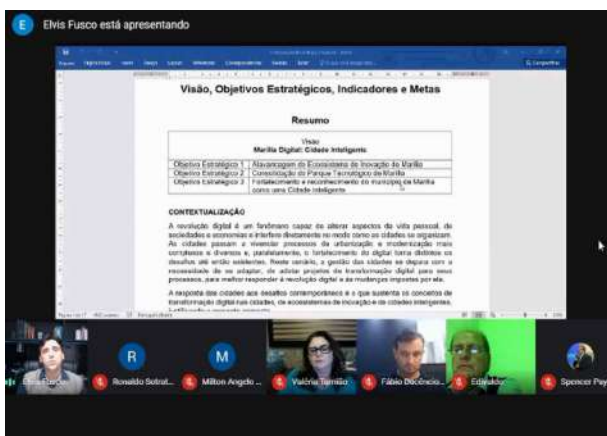 E Elvis Fusco está apresentando
Compartilhar
Visão, Objetivos Estratégicos, Indicadores e Metas
Resumo
Visão
Marília Digital: Cidade Inteligente
Objetivo Estratégico 1 Alavancagem do Ecossistema de Inovação de Marília
Objetivo Estratégico 2 Consolidação do Parque Tecnológico de Marília
Objetivo Estratégico 3 Fortalecimento e reconhecimento do município de Marília
como uma Cidade Inteligente
CONTEXTUALIZAÇÃO
A revolução digital é um fenômeno capaz de alterar aspectos da vida pessoal, de
sociedades e economias e interfere diretamente no modo como as cidades se organizam.
As cidades passam a vivenciar processos de urbanização e modernização mais
complexos e diversos e, paralelamente, o fortalecimento do digital torna distintos os
desafios até então existentes. Neste cenário, a gestão das cidades se depara com a
necessidade de se adaptar, de adotar projetos de transformação digital para seus
processos, para melhor responder à revolução digital e às mudanças impostas por ela.
A resposta das cidades aos desafios contemporâneos é o que sustenta os conceitos de
transformação digital nas cidades, de ecossistemas de inovação e de cidades inteligentes,
R
M
Elvis Fusco
Ronaldo Sotrat...
Milton Angelo ...
Valéria
Fábio Dacêncio...
Edivaldo
Spencer Pay